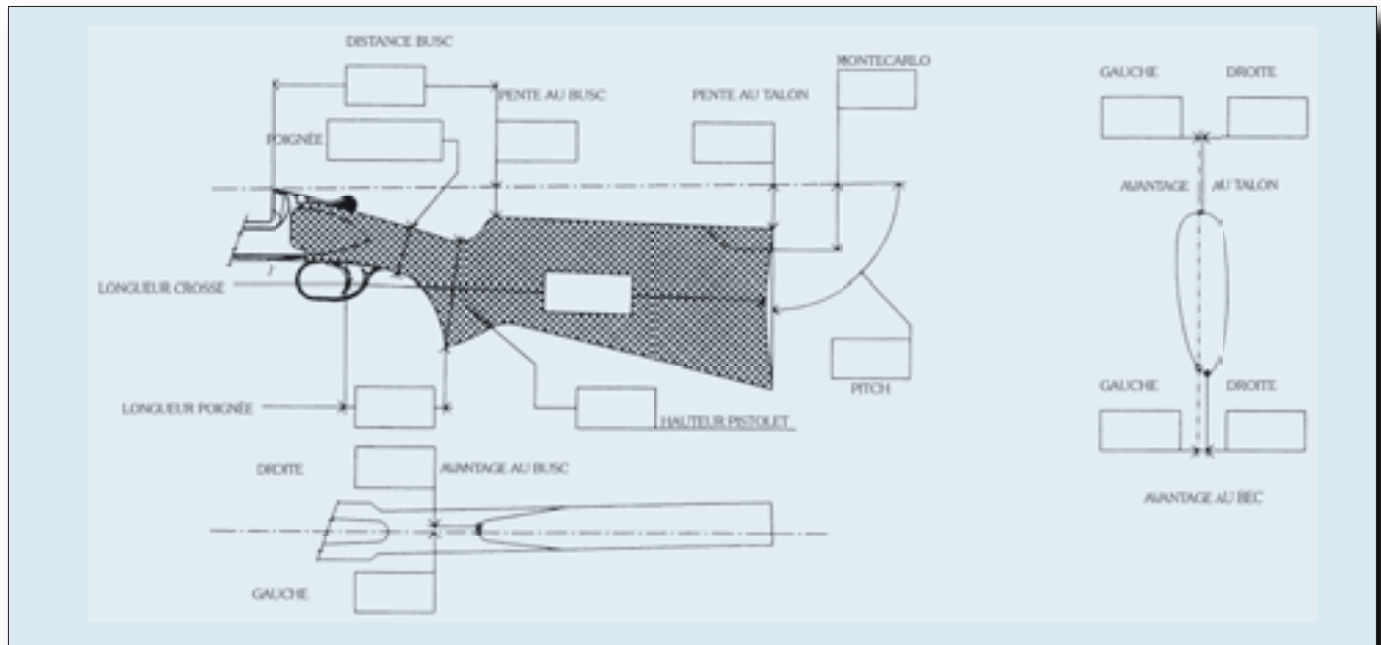 DISTANCE BUSC
MONTECARLO
GAUCHE DROITE
PENTE AU BUSC
PENTE AU TALON
POIGNÉE
AVANTAGE AU TALON
LONGUEUR CROSSE
GAUCHE DROITE
PITCH
LONGUEUR POIGNÉE
HAUTEUR PISTOLET
DROITE
AVANTAGE AU BUSC
AVANTAGE AU BEC
GAUCHE